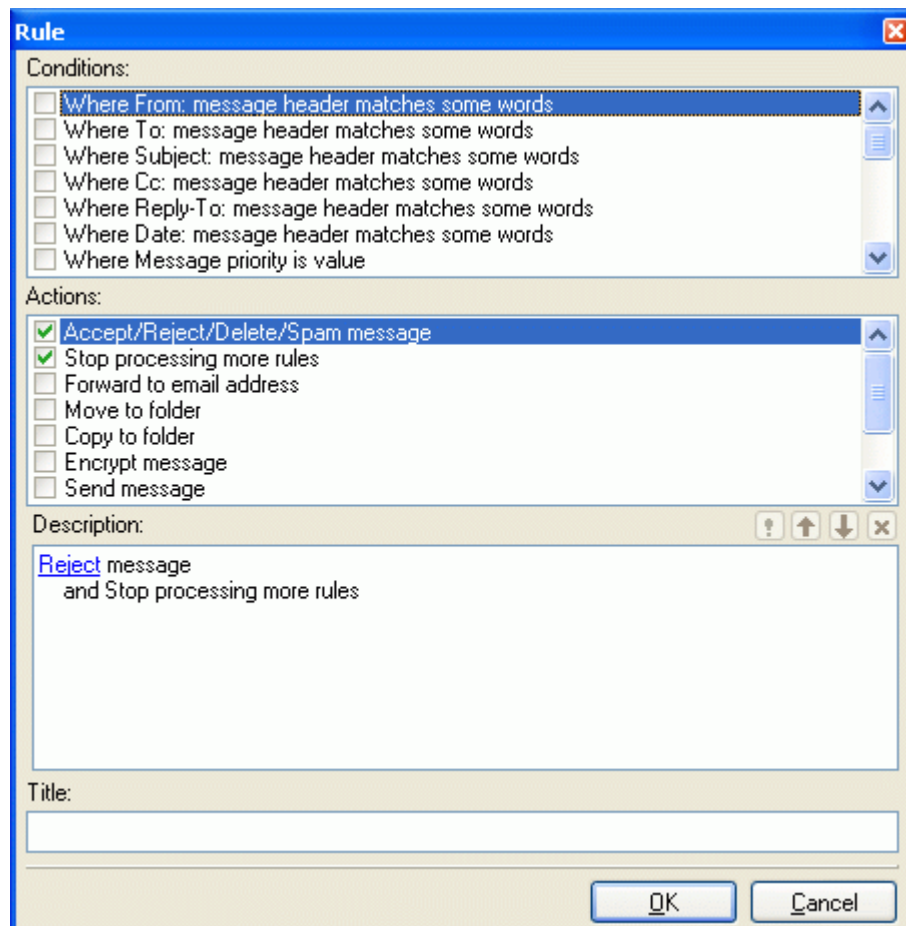 Rule
Conditions:
Where From: message header matches some words
Where To: message header matches some words
Where Subject: message header matches some words
Where Cc: message header matches some words
Where Reply-To: message header matches some words
Where Date: message header matches some words
Where Message priority is value
Actions:
Accept/Reject/Delete/Spam message
Stop processing more rules
Forward to email address
Move to folder
Copy to folder
Encrypt message
Send message
Description:
Reject message
and Stop processing more rules
Title:
OK Cancel